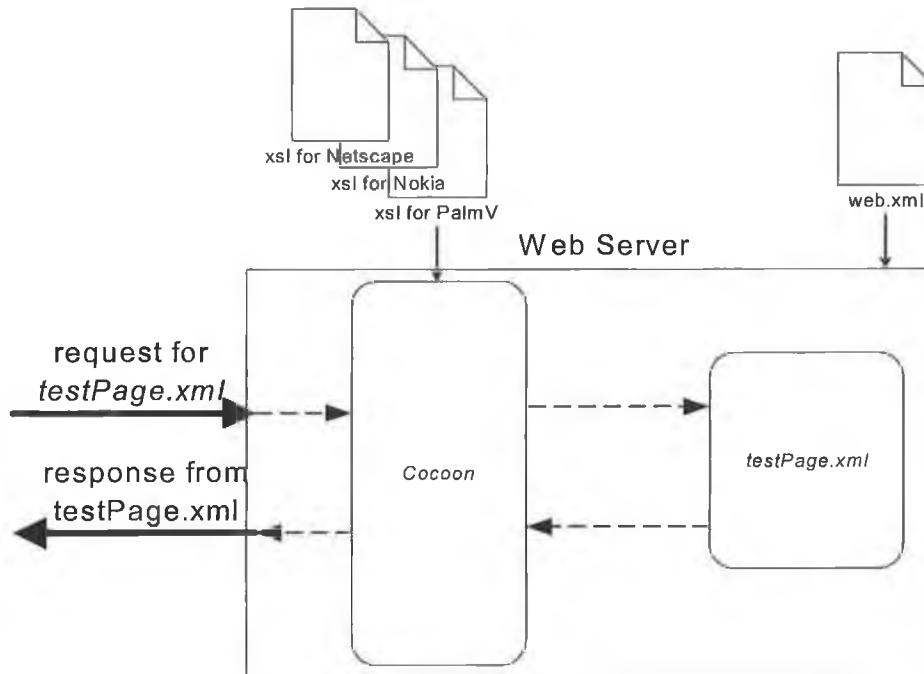 xsl for Netscape
xsl for Nokia
xsl for PalmV
web.xml
Web Server
request for
testPage.xml
response from
testPage.xml
Cocoon
testPage.xml